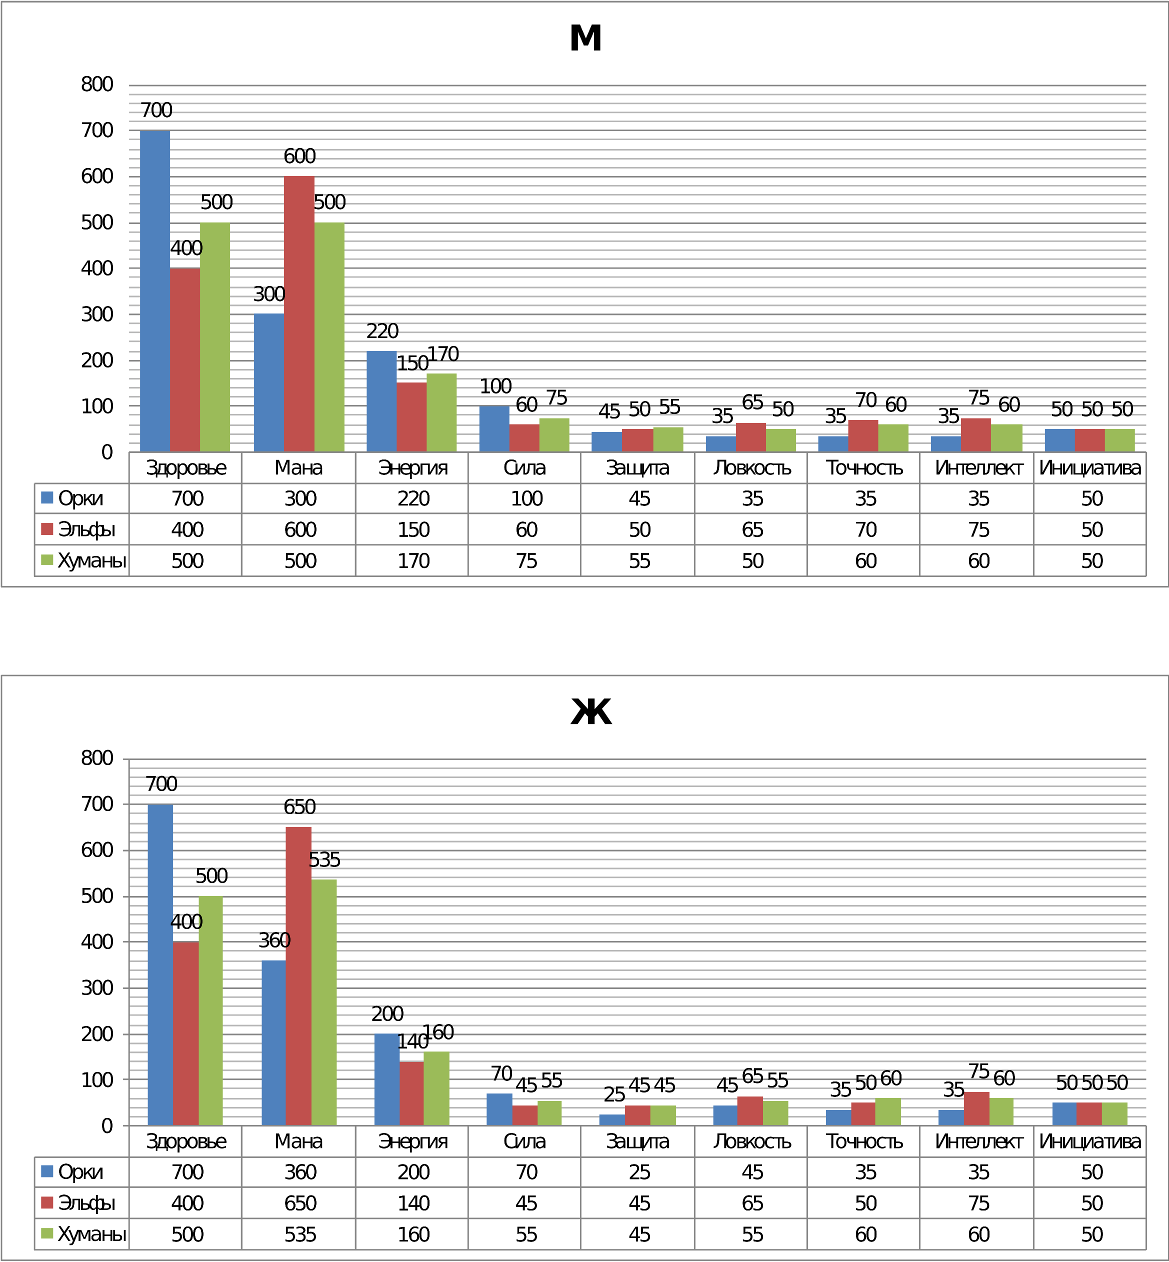 М
800
700
600
500
400
300
200
100
0
700 400 500
300 600 500
220 150 170
100 60 75
45 50 55
35 65 50
35 70 60
35 75 60
50 50 50
Здоровье Мана Энергия Сила Защита Ловкость Точность Интеллект Инициатива
Орки 700 300 220 100 45 35 35 35 50
Эльфы 400 600 150 60 50 65 70 75 50
Хуманы 500 500 170 75 55 50 60 60 50
Ж
800
700
600
500
400
300
200
100
0
700 400 500
360 650 535
200 140 160
70 45 55
25 45 45
45 65 55
35 50 60
35 75 60
50 50 50
Здоровье Мана Энергия Сила Защита Ловкость Точность Интеллект Инициатива
Орки 700 360 200 70 25 45 35 35 50
Эльфы 400 650 140 45 45 65 50 75 50
Хуманы 500 535 160 55 45 55 60 60 50